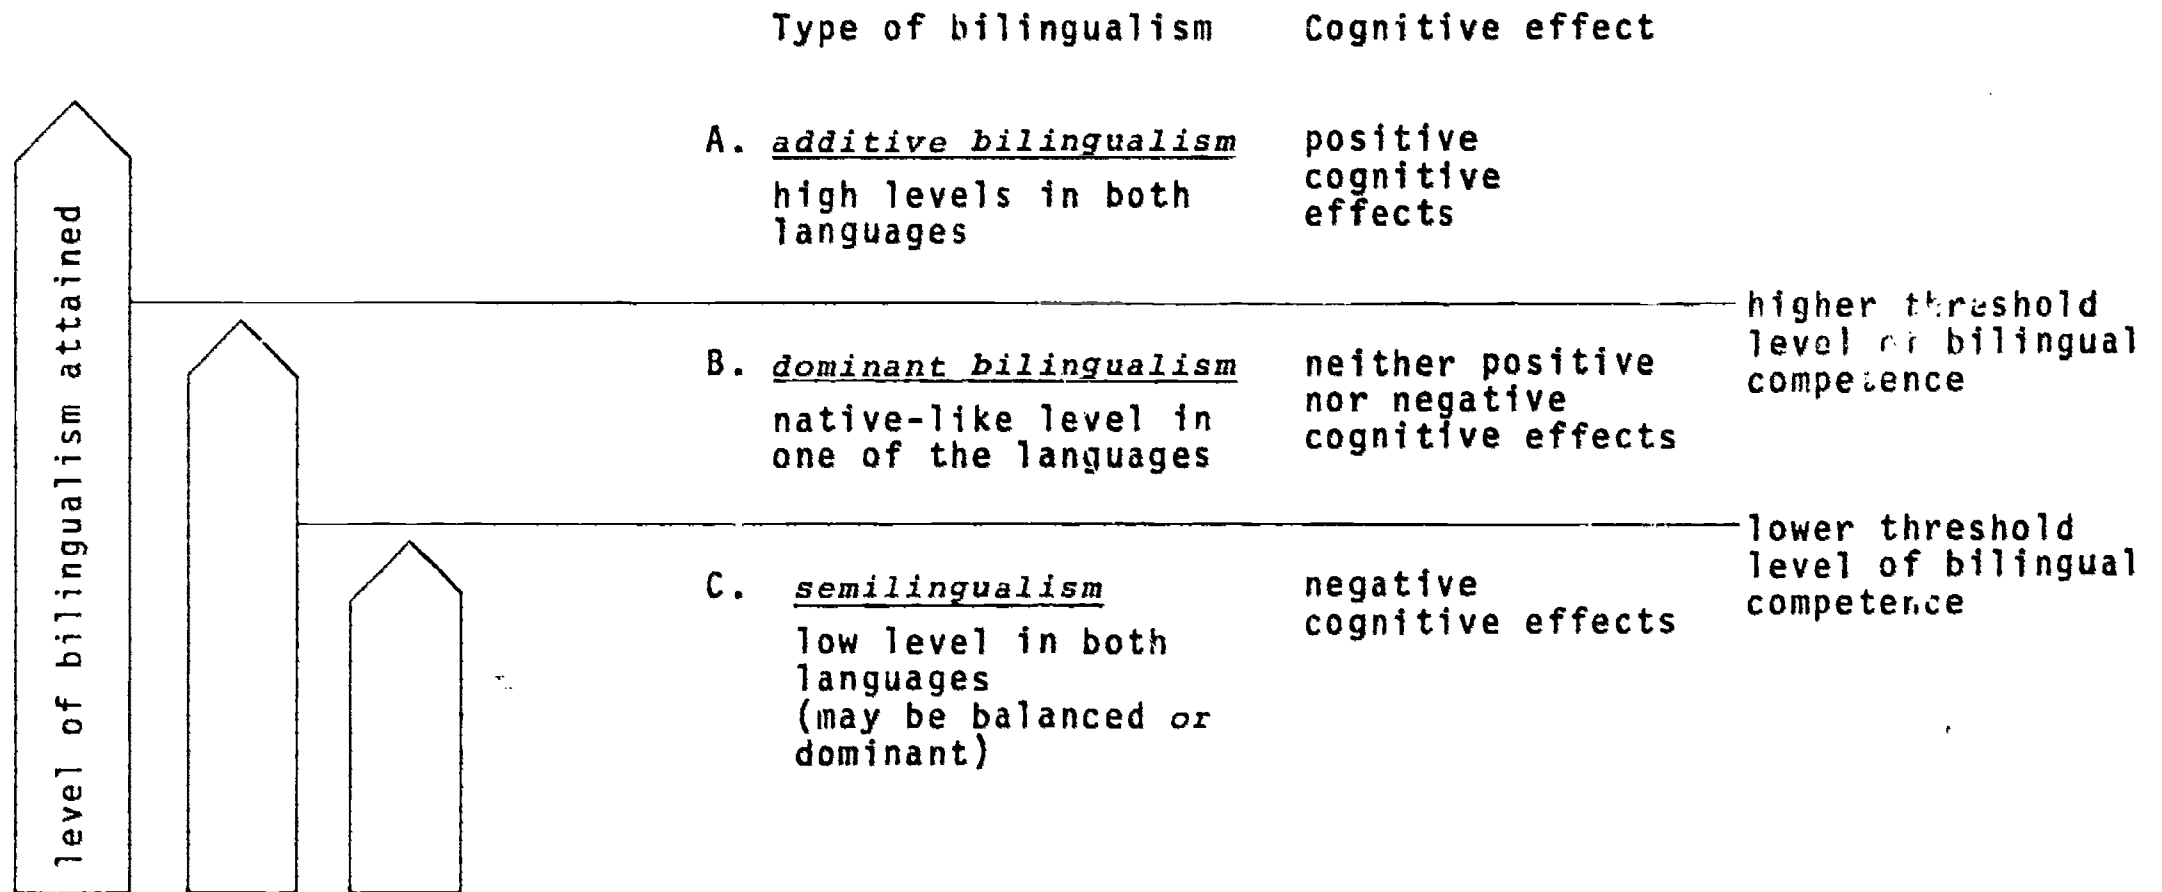 Type of bilingualism Cognitive effect
A. additive bilingualism
high levels in both
languages
positive
cognitive
effects
higher threshold
level of bilingual
competence
B. dominant bilingualism
native-like level in
one of the languages
neither positive
nor negative
cognitive effects
lower threshold
level of bilingual
competence
C. semilingualism
low level in both
languages
(may be balanced or
dominant)
negative
cognitive effects
level of bilingualism attained